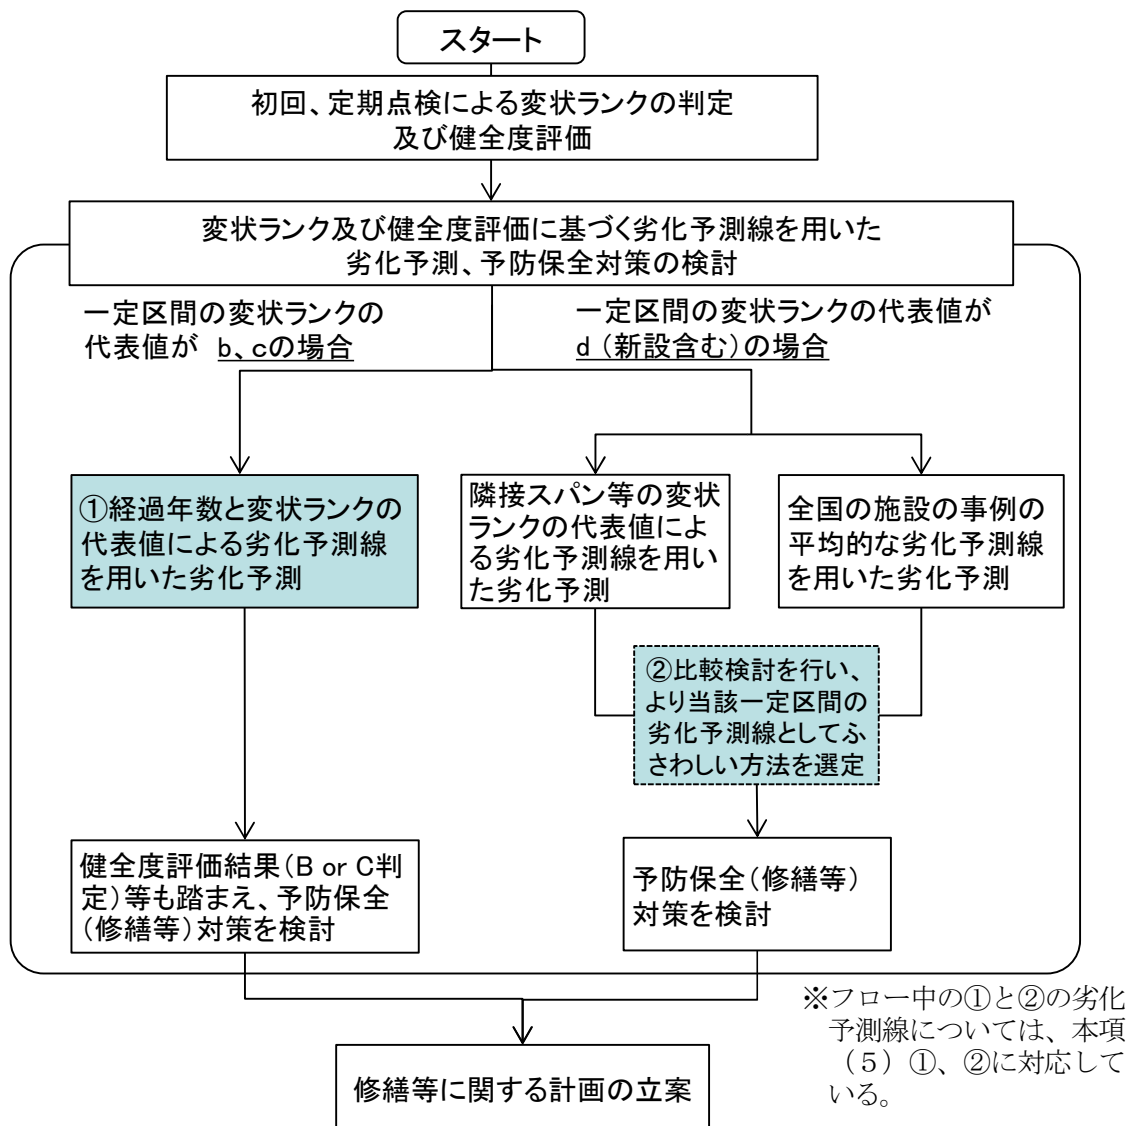 スタート
初回、定期点検による変状ランクの判定
及び健全度評価
変状ランク及び健全度評価に基づく劣化予測線を用いた
劣化予測、予防保全対策の検討
一定区間の変状ランクの
代表値が b、cの場合
一定区間の変状ランクの代表値が
d（新設含む）の場合
①経過年数と変状ランクの
代表値による劣化予測線
を用いた劣化予測
隣接スパン等の変状
ランクの代表値によ
る劣化予測線を用い
た劣化予測
全国の施設の事例の
平均的な劣化予測線
を用いた劣化予測
②比較検討を行い、
より当該一定区間の
劣化予測線としてふ
さわしい方法を選定
健全度評価結果（B or C判
定）等も踏まえ、予防保全
（修繕等）対策を検討
予防保全（修繕等）
対策を検討
※フロー中の①と②の劣化
予測線については、本項
（５）①、②に対応して
いる。
修繕等に関する計画の立案